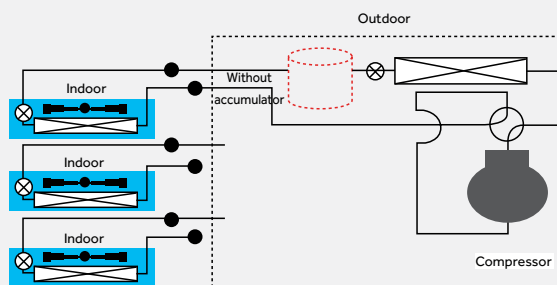 Outdoor
Without
accumulator
Indoor
Indoor
Indoor
Compressor